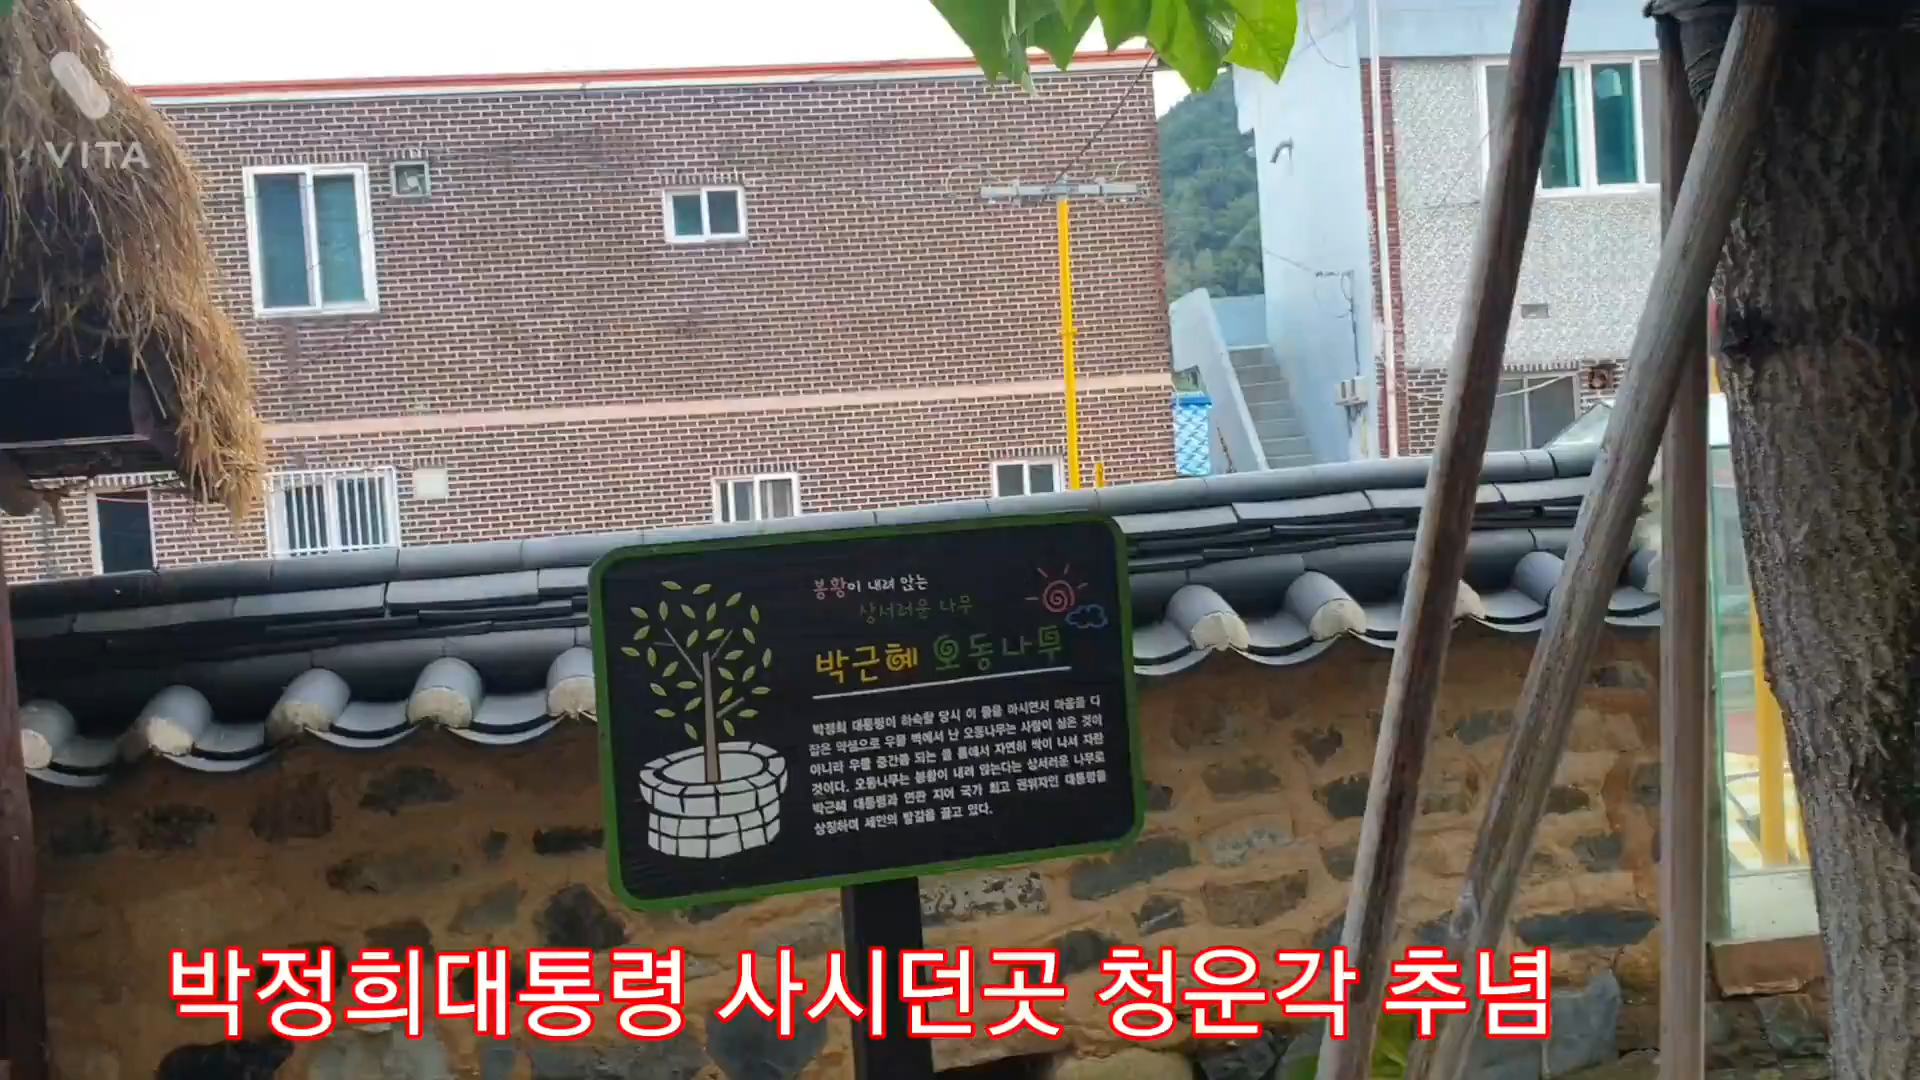 VITA
봉황이 내려 앉는
상서러운 나무
박근혜 오동나무
박정희 대통령이 하숙할 당시 이 물을 마시면서 마음을 다
잡은 약샘으로 우물 벽에서 난 오동나무는 사람이 심은 것이
아니라 우물 중간쯤 되는 돌 틈에서 자연히 싹이 나서 자란
것이다. 오동나무는 봉황이 내려 앉는다는 상서러운 나무로
박근혜 대통령과 연관 지어 국가 최고 권위자인 대통령을
상징하며 세인의 발길을 끌고 있다.
박정희대통령 사시던곳 청운각 추념